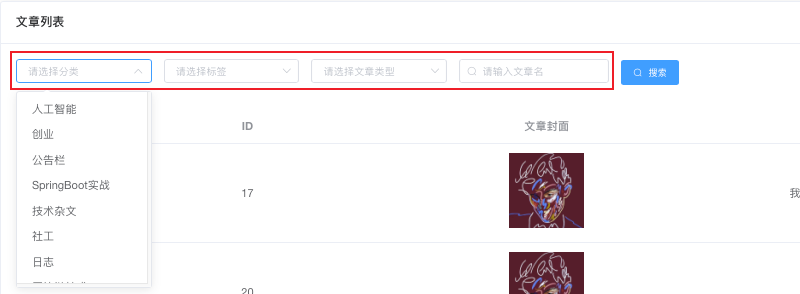 文章列表
请选择分类 请选择标签 请选择文章类型 请输入文章名 搜索
人工智能
ID 文章封面
创业
公告栏
SpringBoot实战
17 我
技术杂文
社工
日志
20